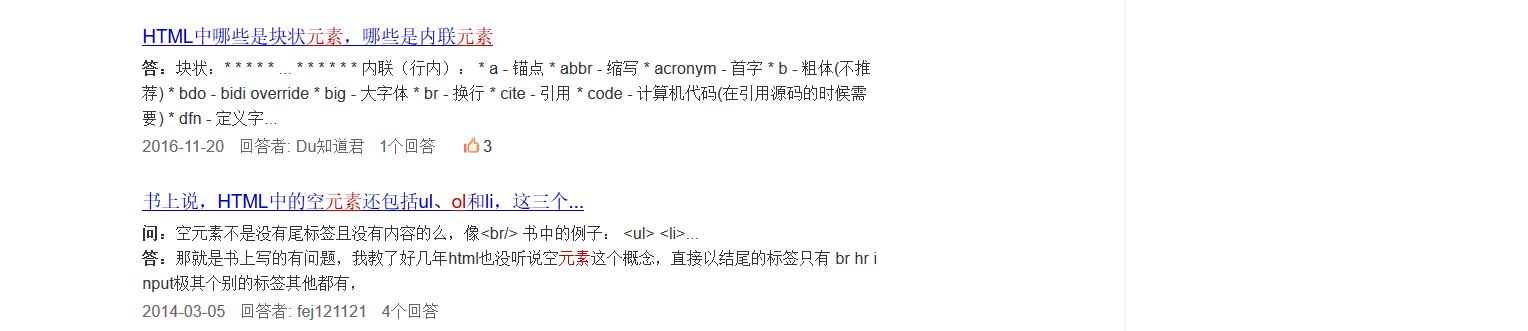 HTML中哪些是块状元素，哪些是内联元素
答：块状：* * * * * ... * * * * * * 内联（行内）： * a - 锚点 * abbr - 缩写 * acronym - 首字 * b - 粗体(不推
荐) * bdo - bidi override * big - 大字体 * br - 换行 * cite - 引用 * code - 计算机代码(在引用源码的时候需
要) * dfn - 定义字...
2016-11-20 回答者: Du知道君 1个回答 3
书上说，HTML中的空元素还包括ul、ol和li，这三个...
问：空元素不是没有尾标签且没有内容的么，像<br/> 书中的例子： <ul> <li>...
答：那就是书上写的有问题，我教了好几年html也没听说空元素这个概念，直接以结尾的标签只有 br hr i
nput极其个别的标签其他都有，
2014-03-05 回答者: fej121121 4个回答